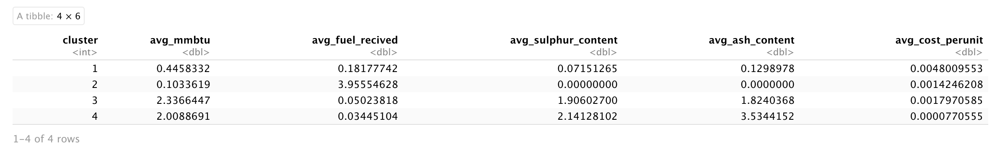 A tibble: 4 × 6
cluster avg_mmbtu avg_fuel_recived avg_sulphur_content avg_ash_content avg_cost_perunit
<int> <dbl> <dbl> <dbl> <dbl> <dbl>
1 0.4458332 0.18177742 0.07151265 0.1298978 0.0048009553
2 0.1033619 3.95554628 0.00000000 0.0000000 0.0014246208
3 2.3366447 0.05023818 1.90602700 1.8240368 0.0017970585
4 2.0088691 0.03445104 2.14128102 3.5344152 0.0000770555
1–4 of 4 rows